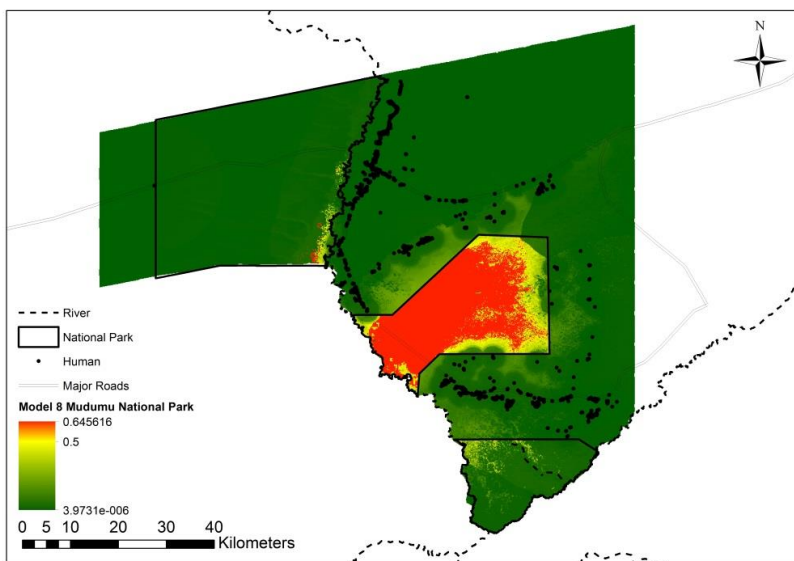 N
River
National Park
Human
Major Roads
Model 8 Mudumu National Park
0.645616
0.5
3.9731e-006
0 5 10 20 30 40
Kilometers